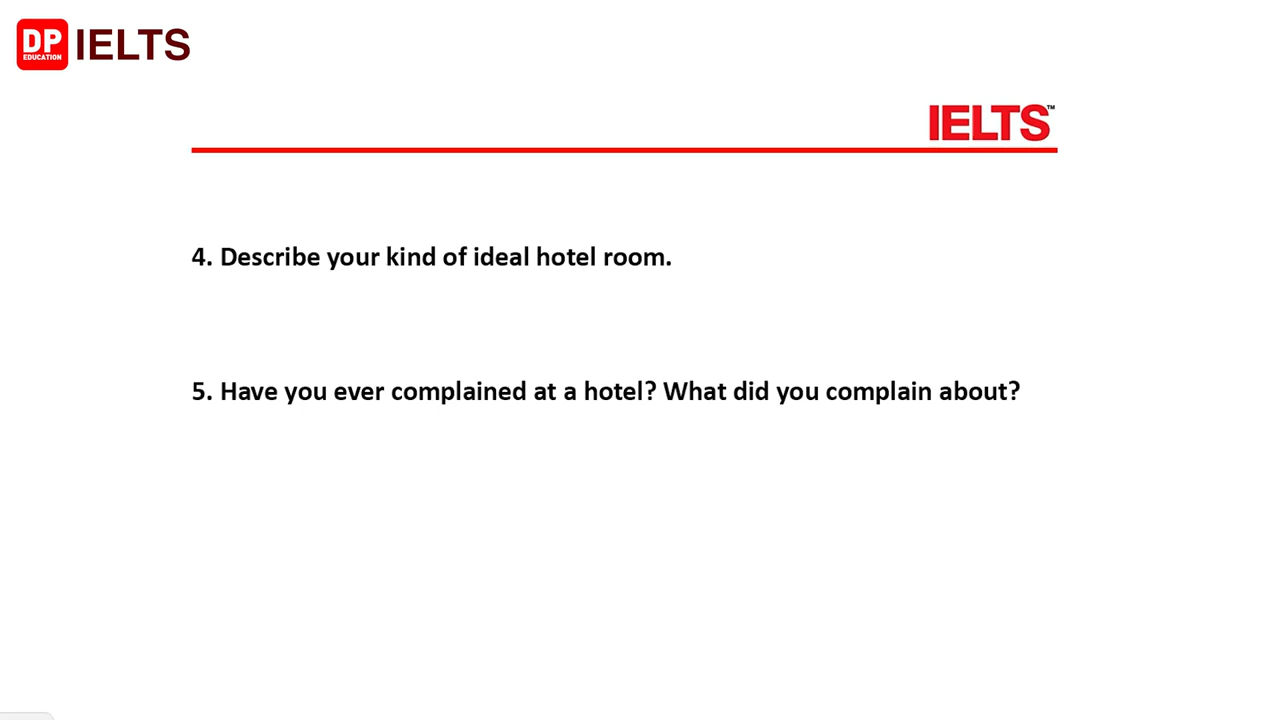 DP
EDUCATION
IELTS
IELTS™
4. Describe your kind of ideal hotel room.
5. Have you ever complained at a hotel? What did you complain about?